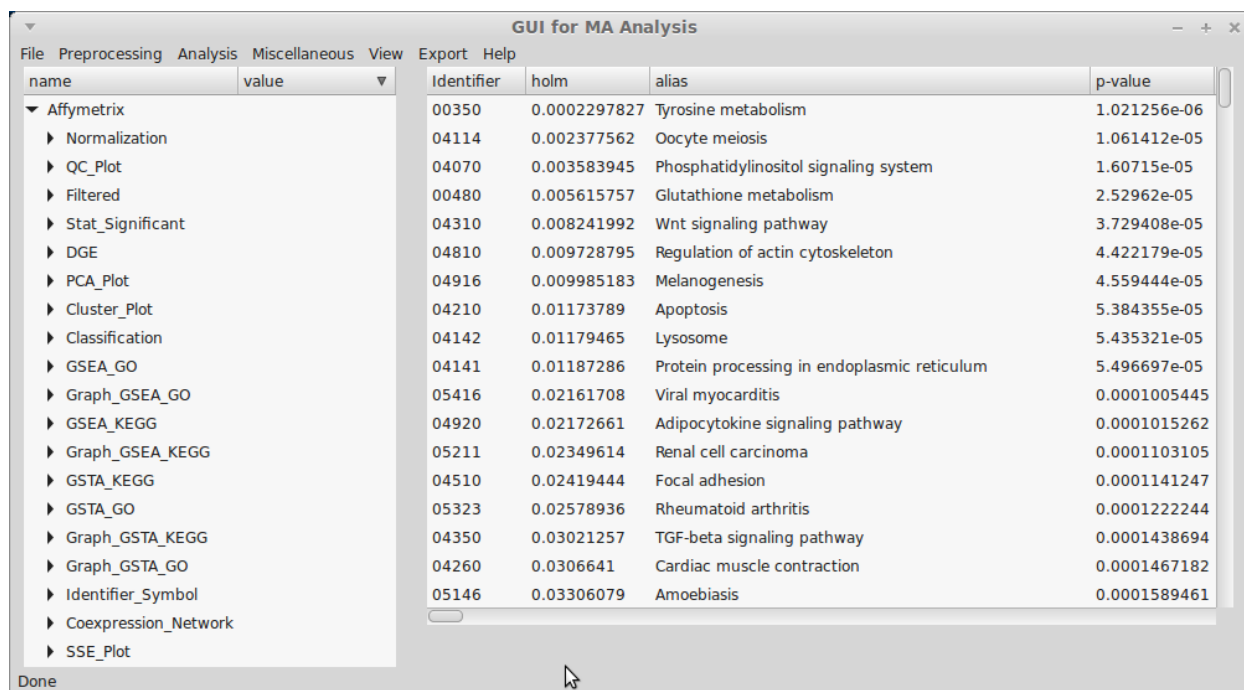 GUI for MA Analysis
File Preprocessing Analysis Miscellaneous View Export Help
name value
Affymetrix
Normalization
QC_Plot
Filtered
Stat_Significant
DGE
PCA_Plot
Cluster_Plot
Classification
GSEA_GO
Graph_GSEA_GO
GSEA_KEGG
Graph_GSEA_KEGG
GSTA_KEGG
GSTA_GO
Graph_GSTA_KEGG
Graph_GSTA_GO
Identifier_Symbol
Coexpression_Network
SSE_Plot
Identifier holm alias p-value
00350 0.0002297827 Tyrosine metabolism 1.021256e-06
04114 0.002377562 Oocyte meiosis 1.061412e-05
04070 0.003583945 Phosphatidylinositol signaling system 1.60715e-05
00480 0.005615757 Glutathione metabolism 2.52962e-05
04310 0.008241992 Wnt signaling pathway 3.729408e-05
04810 0.009728795 Regulation of actin cytoskeleton 4.422179e-05
04916 0.009985183 Melanogenesis 4.559444e-05
04210 0.01173789 Apoptosis 5.384355e-05
04142 0.01179465 Lysosome 5.435321e-05
04141 0.01187286 Protein processing in endoplasmic reticulum 5.496697e-05
05416 0.02161708 Viral myocarditis 0.0001005445
04920 0.02172661 Adipocytokine signaling pathway 0.0001015262
05211 0.02349614 Renal cell carcinoma 0.0001103105
04510 0.02419444 Focal adhesion 0.0001141247
05323 0.02578936 Rheumatoid arthritis 0.0001222244
04350 0.03021257 TGF-beta signaling pathway 0.0001438694
04260 0.0306641 Cardiac muscle contraction 0.0001467182
05146 0.03306079 Amoebiasis 0.0001589461
Done